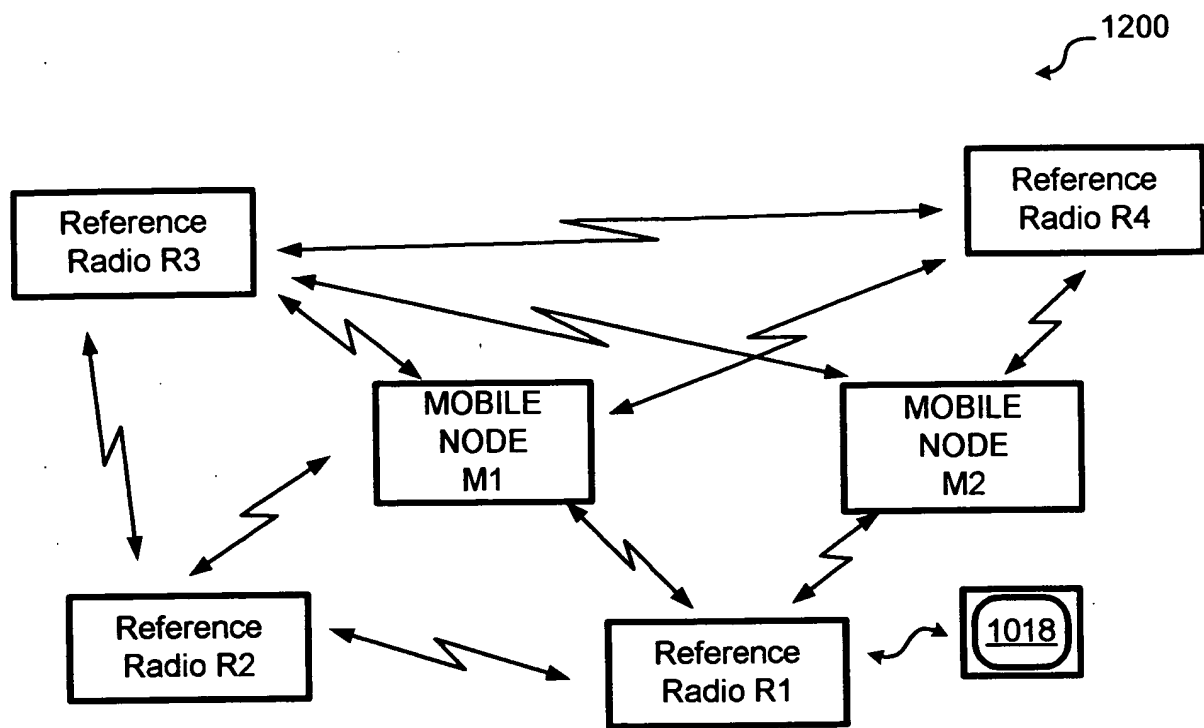 1200
Reference
Radio R4
Reference
Radio R3
MOBILE
NODE
M1
MOBILE
NODE
M2
Reference
Radio R2
Reference
Radio R1
1018